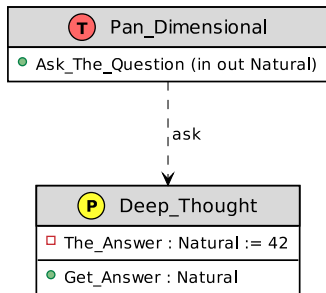 T Pan_Dimensional
Ask_The_Question (in out Natural)
ask
P Deep_Thought
The_Answer : Natural := 42
Get_Answer : Natural